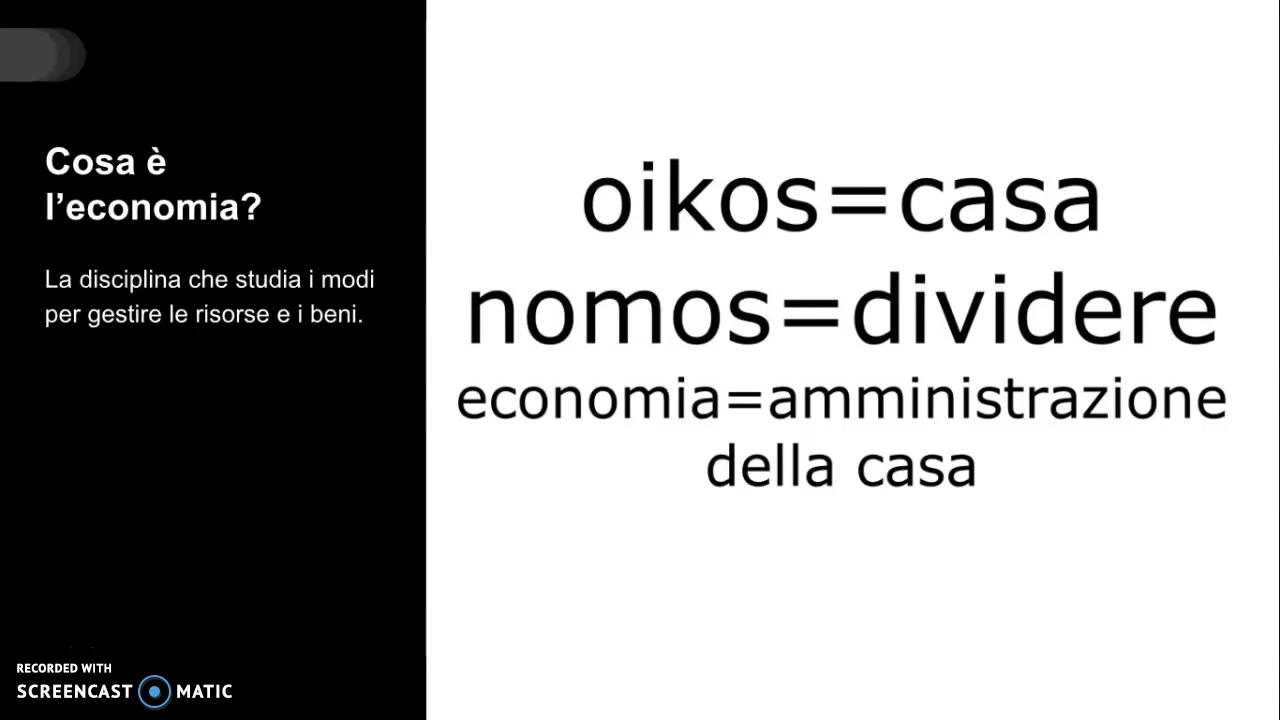 Cosa è
l’economia?
La disciplina che studia i modi
per gestire le risorse e i beni.
oikos=casa
nomos=dividere
economia=amministrazione
della casa
RECORDED WITH
SCREENCAST MATIC